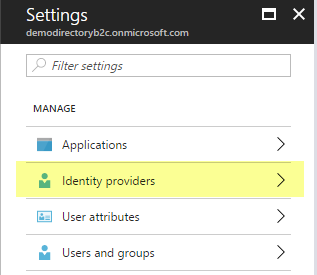 Settings
demodirectoryb2c.onmicrosoft.com
Filter settings
MANAGE
Applications
Identity providers
User attributes
Users and groups